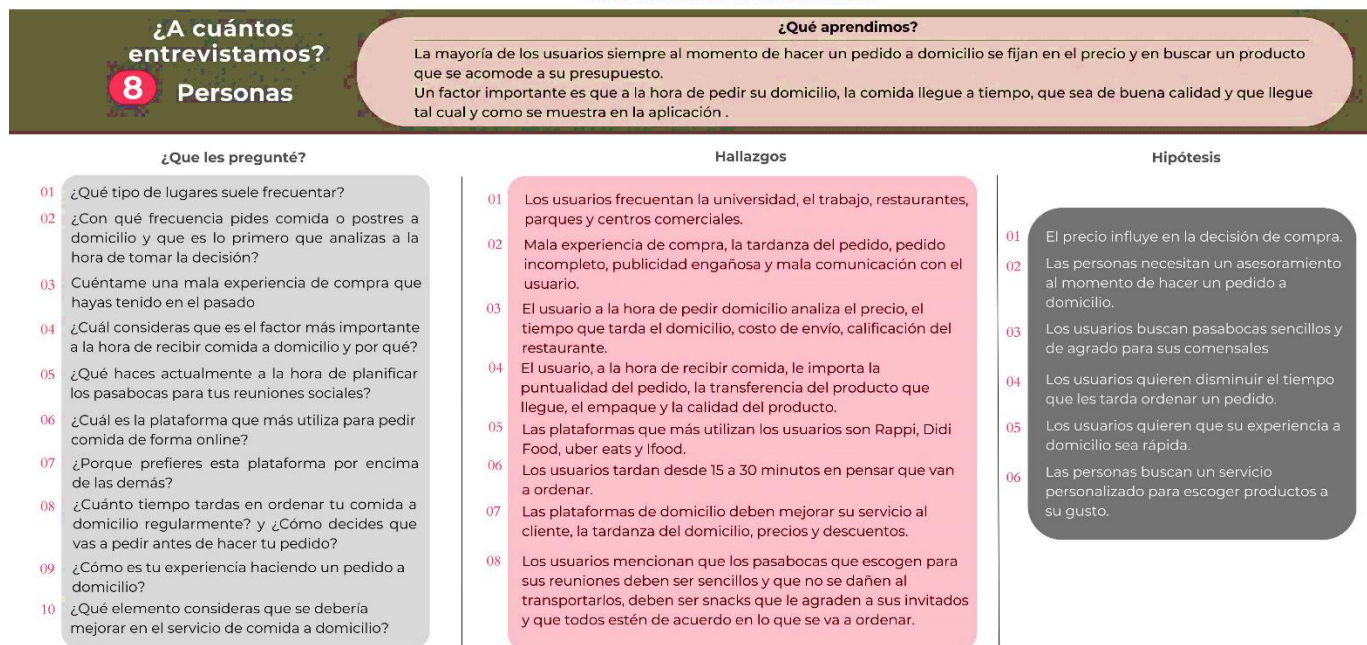 ¿A cuántos
entrevistamos?
8 Personas
¿Qué aprendimos?
La mayoría de los usuarios siempre al momento de hacer un pedido a domicilio se fijan en el precio y en buscar un producto
que se acomode a su presupuesto.
Un factor importante es que a la hora de pedir su domicilio, la comida llegue a tiempo, que sea de buena calidad y que llegue
tal cual y como se muestra en la aplicación .
¿Que les pregunté?
01 ¿Qué tipo de lugares suele frecuentar?
02 ¿Con qué frecuencia pides comida o postres a
domicilio y que es lo primero que analizas a la
hora de tomar la decisión?
03 Cuéntame una mala experiencia de compra que
hayas tenido en el pasado
04 ¿Cuál consideras que es el factor más importante
a la hora de recibir comida a domicilio y por qué?
05 ¿Qué haces actualmente a la hora de planificar
los pasabocas para tus reuniones sociales?
06 ¿Cuál es la plataforma que más utiliza para pedir
comida de forma online?
07 ¿Porque prefieres esta plataforma por encima
de las demás?
08 ¿Cuánto tiempo tardas en ordenar tu comida a
domicilio regularmente? y ¿Cómo decides que
vas a pedir antes de hacer tu pedido?
09 ¿Cómo es tu experiencia haciendo un pedido a
domicilio?
10 ¿Qué elemento consideras que se debería
mejorar en el servicio de comida a domicilio?
Hallazgos
01 Los usuarios frecuentan la universidad, el trabajo, restaurantes,
parques y centros comerciales.
02 Mala experiencia de compra, la tardanza del pedido, pedido
incompleto, publicidad engañosa y mala comunicación con el
usuario.
03 El usuario a la hora de pedir domicilio analiza el precio, el
tiempo que tarda el domicilio, costo de envío, calificación del
restaurante.
04 El usuario, a la hora de recibir comida, le importa la
puntualidad del pedido, la transferencia del producto que
llegue, el empaque y la calidad del producto.
05 Las plataformas que más utilizan los usuarios son Rappi, Didi
Food, uber eats y Ifood.
06 Los usuarios tardan desde 15 a 30 minutos en pensar que van
a ordenar.
07 Las plataformas de domicilio deben mejorar su servicio al
cliente, la tardanza del domicilio, precios y descuentos.
08 Los usuarios mencionan que los pasabocas que escogen para
sus reuniones deben ser sencillos y que no se dañen al
transportarlos, deben ser snacks que le agraden a sus invitados
y que todos estén de acuerdo en lo que se va a ordenar.
Hipótesis
01 El precio influye en la decisión de compra.
02 Las personas necesitan un asesoramiento
al momento de hacer un pedido a
domicilio.
03 Los usuarios buscan pasabocas sencillos y
de agrado para sus comensales
04 Los usuarios quieren disminuir el tiempo
que les tarda ordenar un pedido.
05 Los usuarios quieren que su experiencia a
domicilio sea rápida.
06 Las personas buscan un servicio
personalizado para escoger productos a
su gusto.